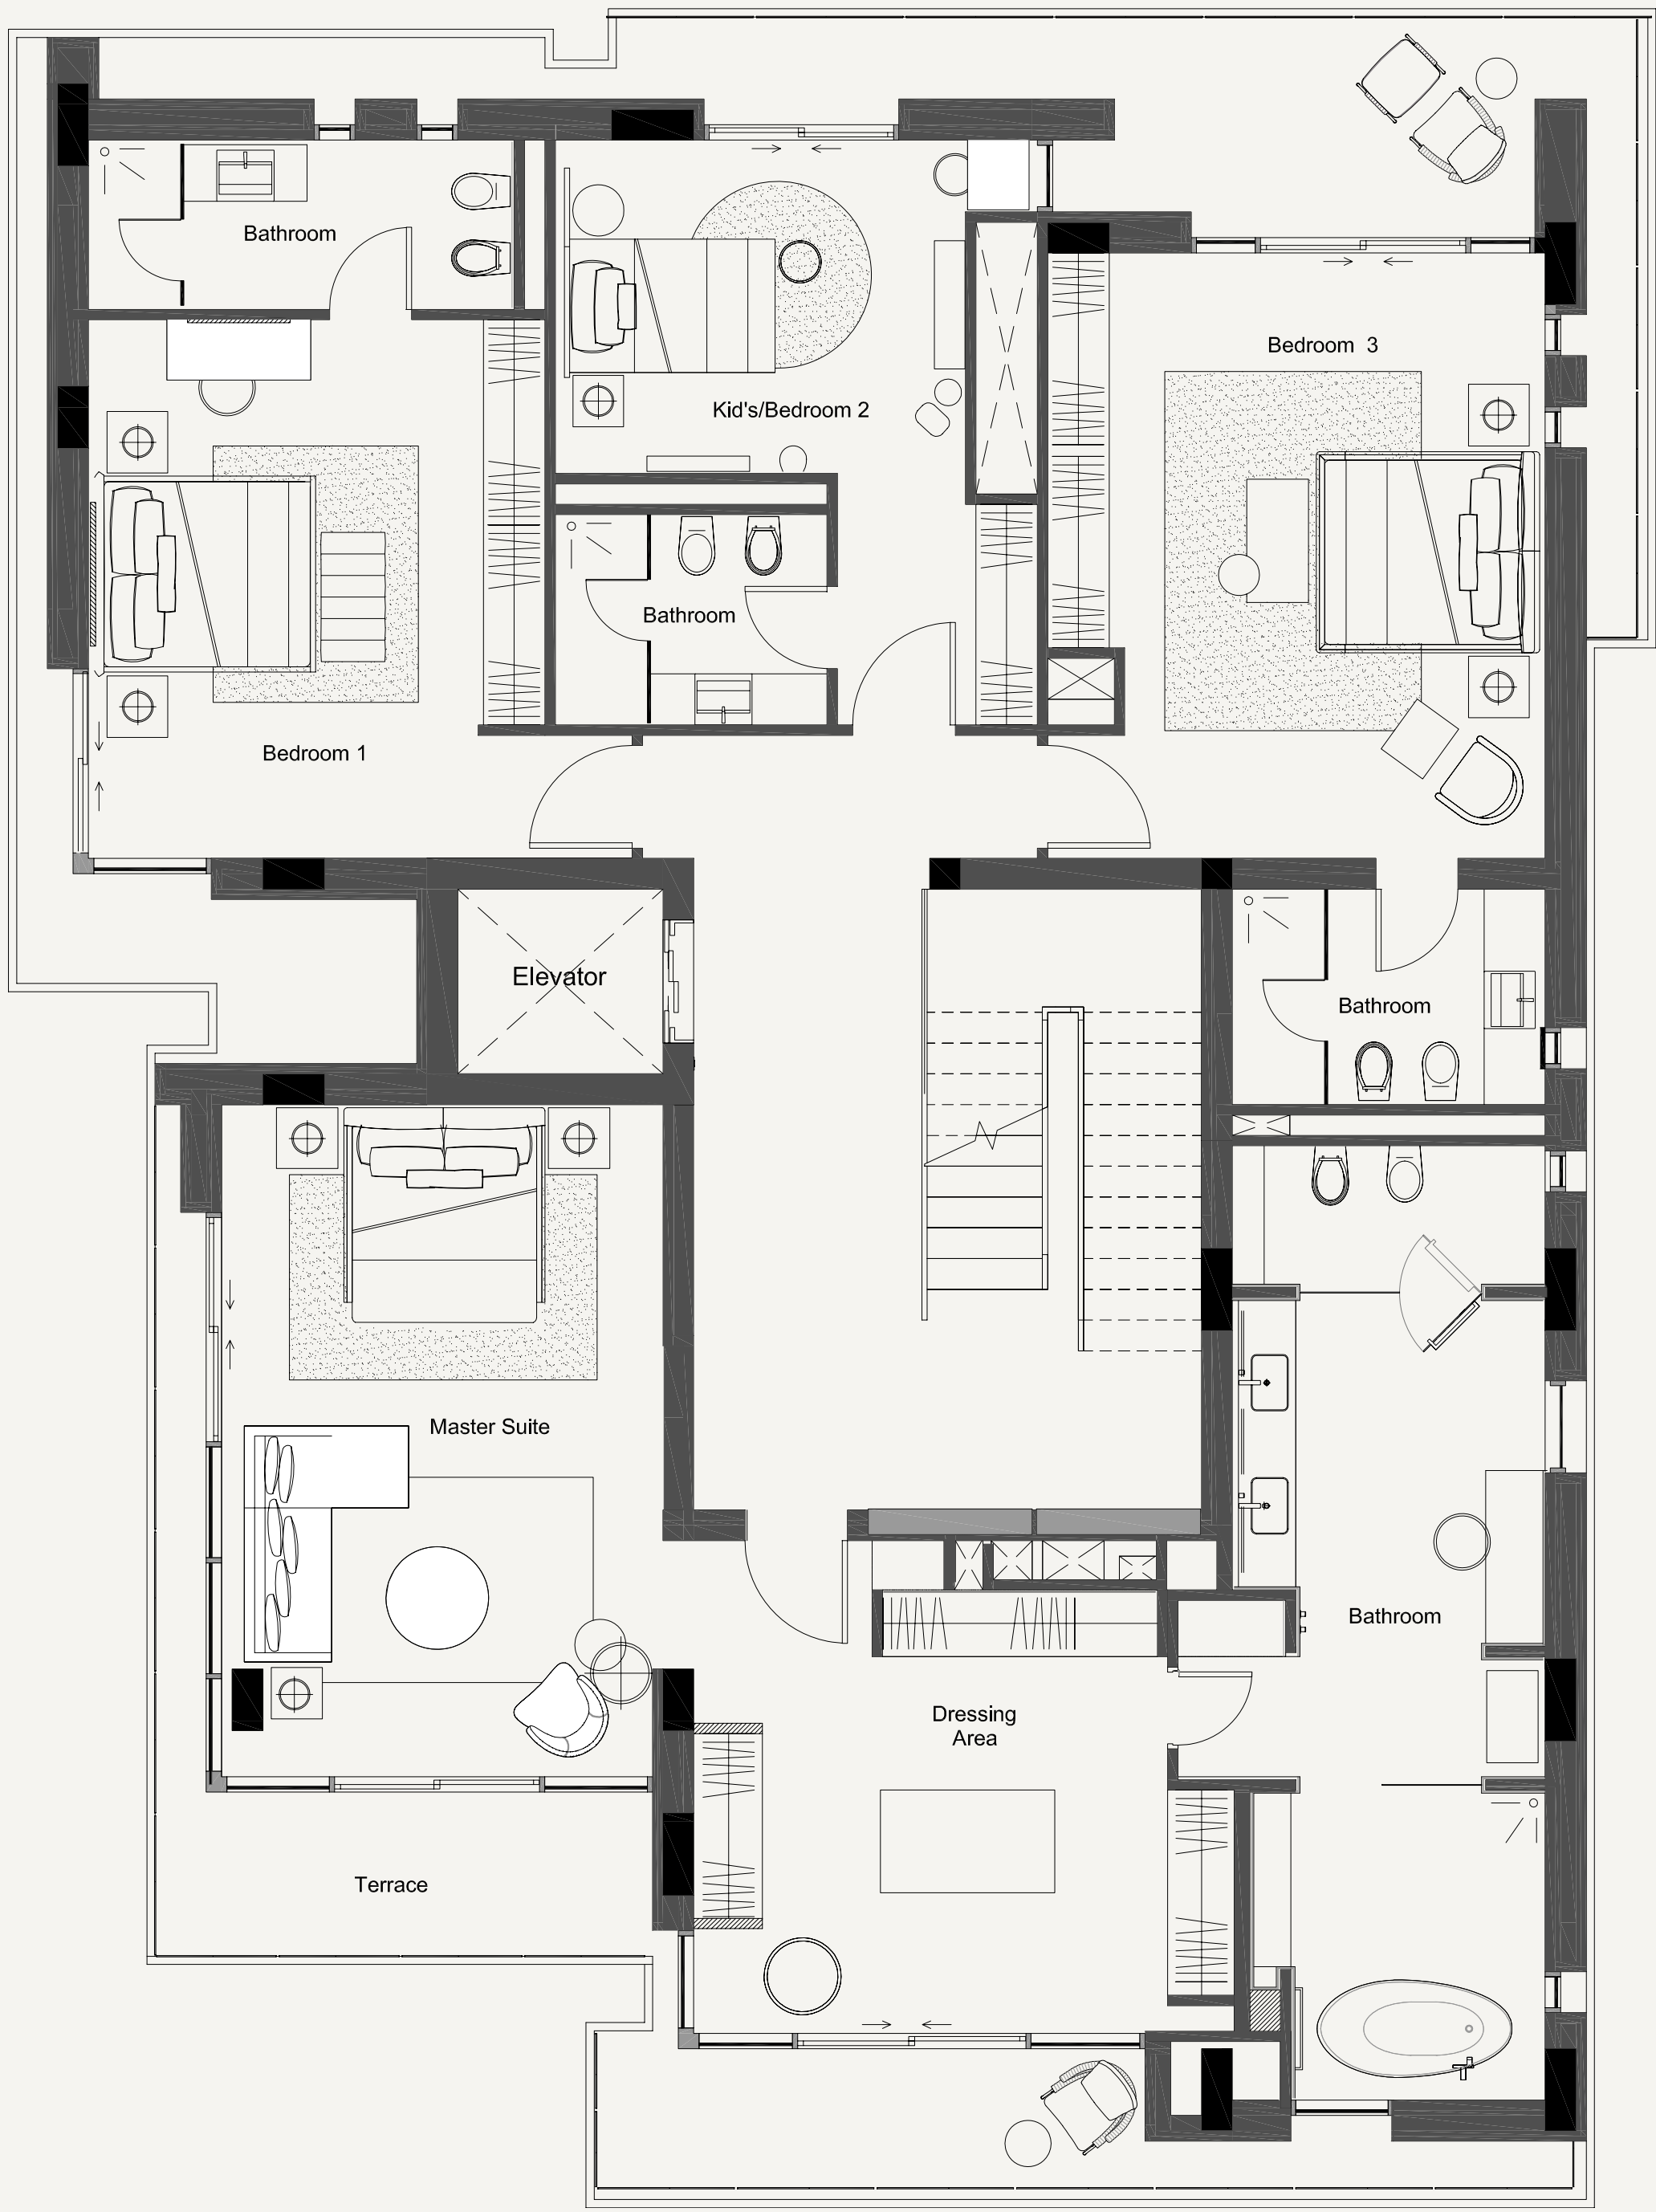 Bathroom
Bedroom 3
Kid's/Bedroom 2
Bathroom
Bedroom 1
Elevator
Bathroom
Master Suite
Bathroom
Dressing
Area
Terrace